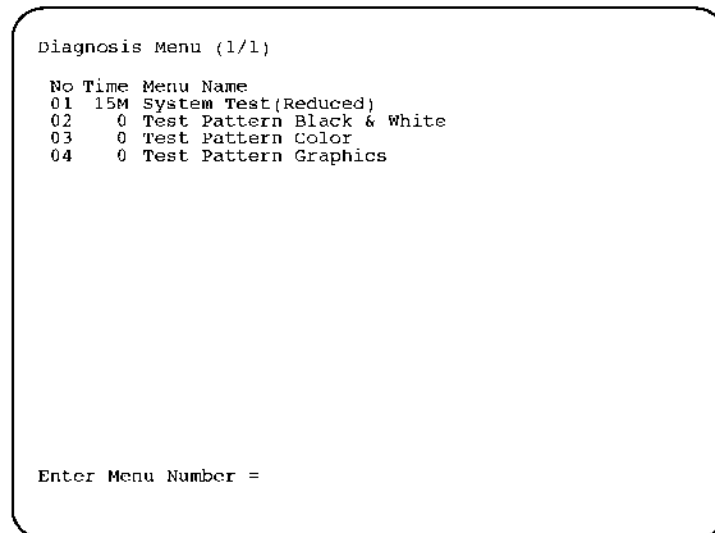 Diagnosis Menu (1/1)
No Time Menu Name
01 15M System Test(Reduced)
02 0 Test Pattern Black & White
03 0 Test Pattern Color
04 0 Test Pattern Graphics
Enter Menu Number =